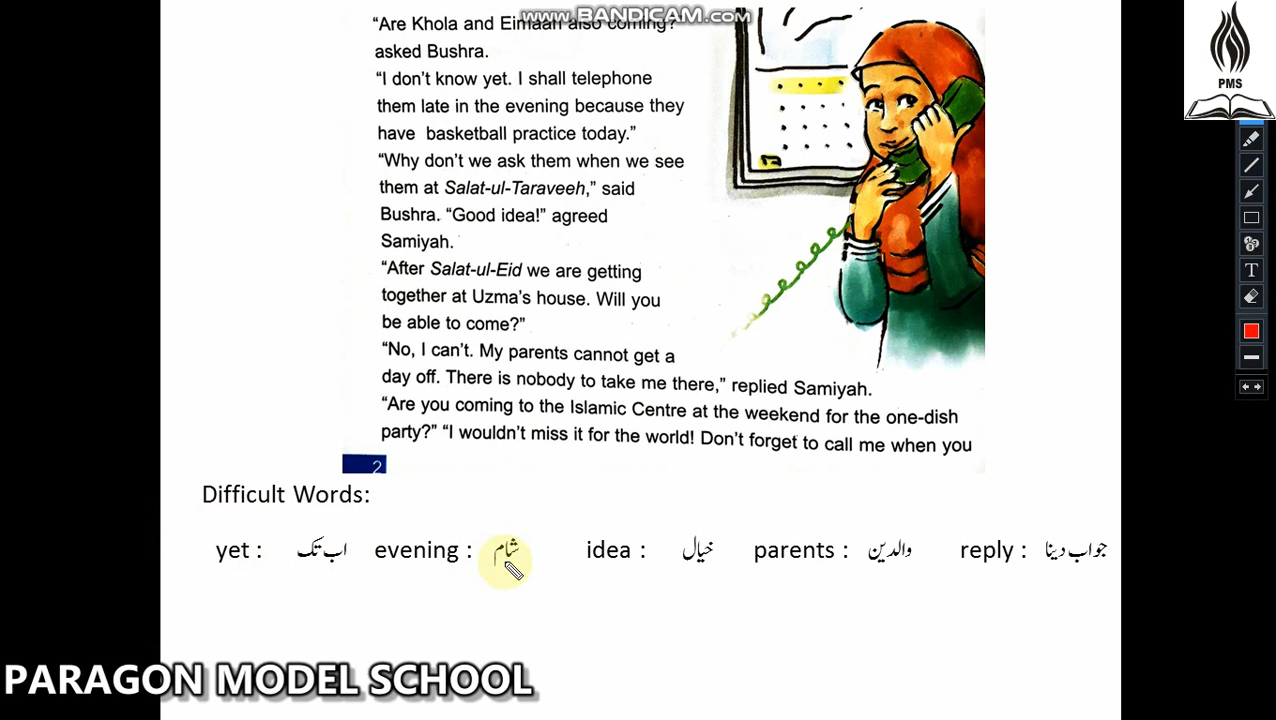 www.BANDICAM.com
PMS
“Are Khola and Eimaan also coming?”
asked Bushra.
“I don’t know yet. I shall telephone
them late in the evening because they
have basketball practice today.”
“Why don’t we ask them when we see
them at Salat-ul-Taraveeh,” said
Bushra. “Good idea!” agreed
Samiyah.
“After Salat-ul-Eid we are getting
together at Uzma’s house. Will you
be able to come?”
“No, I can’t. My parents cannot get a
day off. There is nobody to take me there,” replied Samiyah.
“Are you coming to the Islamic Centre at the weekend for the one-dish
party?” “I wouldn’t miss it for the world! Don’t forget to call me when you
2
Difficult Words:
yet : اب تک evening : شام idea : خیال parents : والدین reply : جواب دینا
PARAGON MODEL SCHOOL